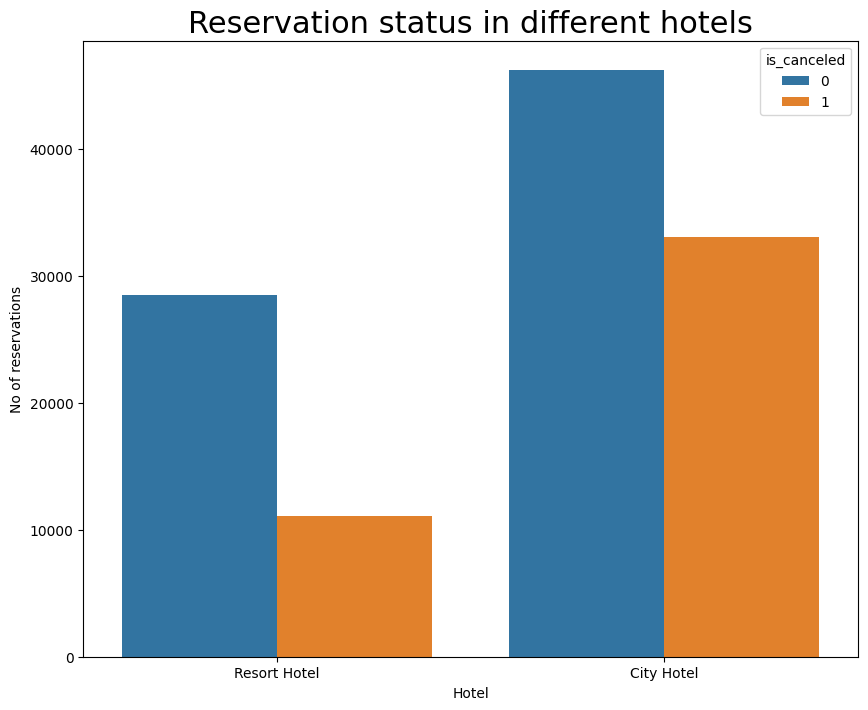 Reservation status in different hotels
is_canceled
0
1
40000
30000
20000
10000
0
No of reservations
Resort Hotel
City Hotel
Hotel